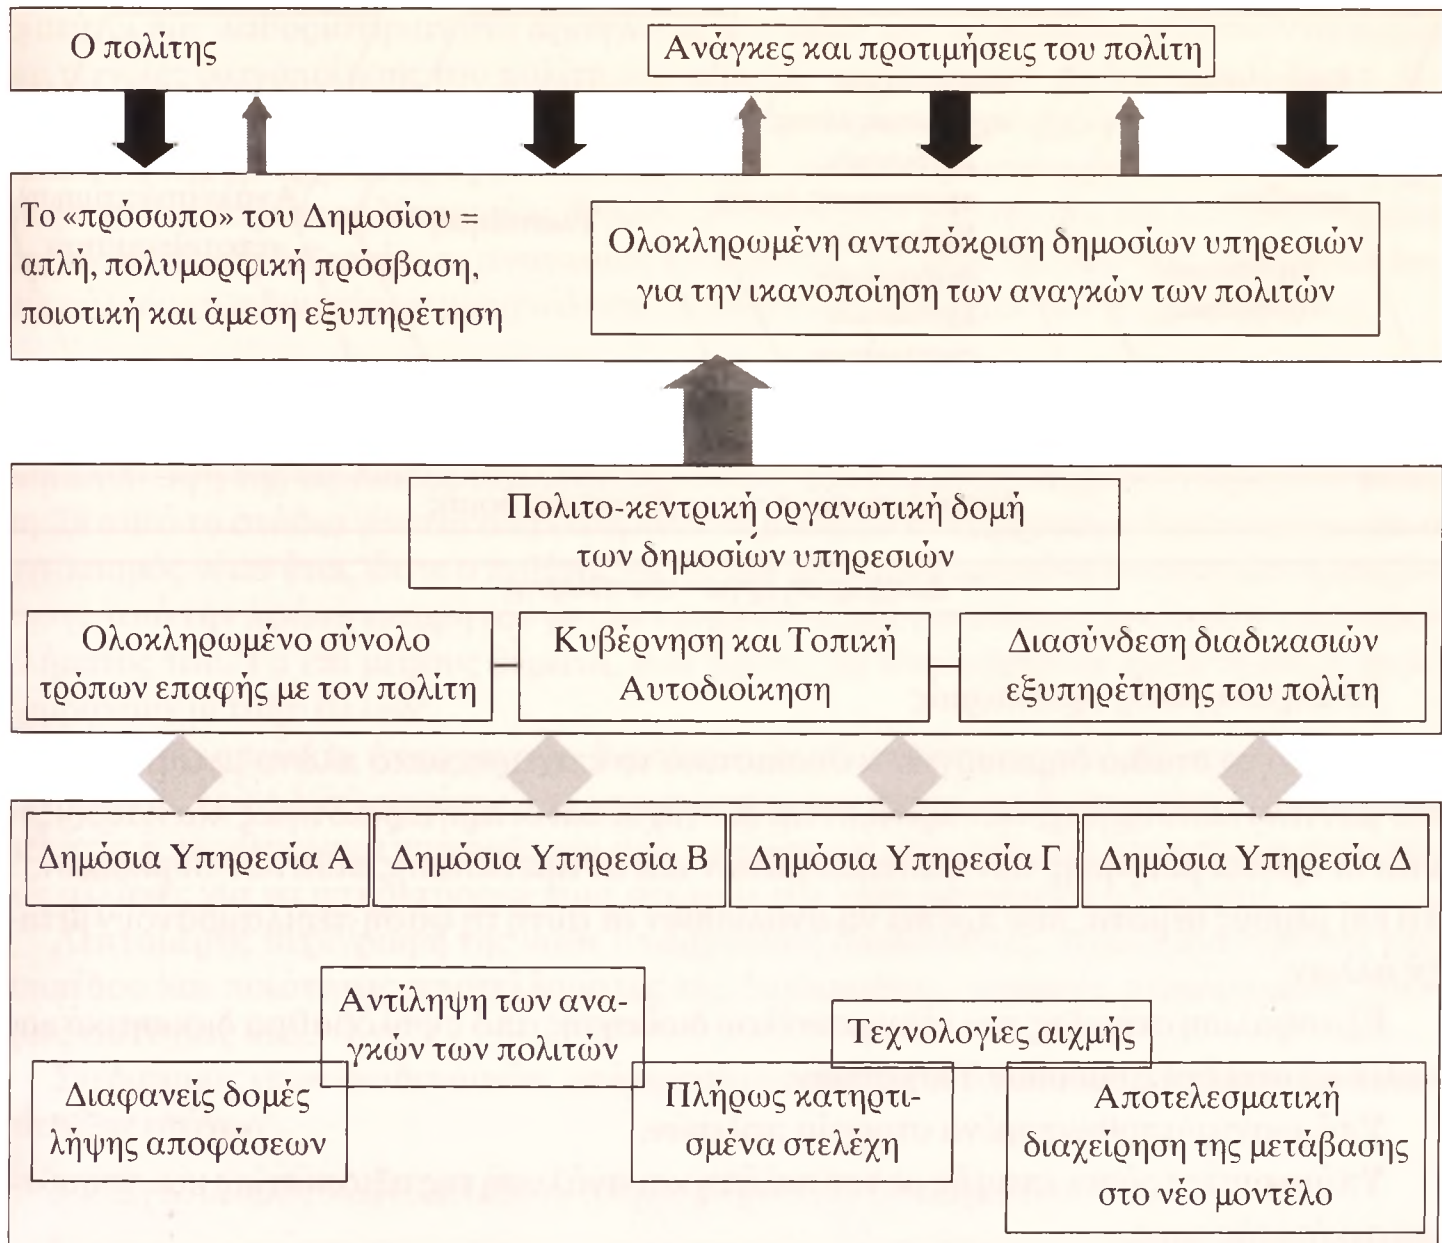 Ο πολίτης
Ανάγκες και προτιμήσεις του πολίτη
Το «πρόσωπο» του Δημοσίου =
απλή, πολυμορφική πρόσβαση,
ποιοτική και άμεση εξυπηρέτηση
Ολοκληρωμένη ανταπόκριση δημοσίων υπηρεσιών
για την ικανοποίηση των αναγκών των πολιτών
Πολιτο-κεντρική οργανωτική δομή
των δημοσίων υπηρεσιών
Ολοκληρωμένο σύνολο
τρόπων επαφής με τον πολίτη
Κυβέρνηση και Τοπική
Αυτοδιοίκηση
Διασύνδεση διαδικασιών
εξυπηρέτησης του πολίτη
Δημόσια Υπηρεσία Α
Δημόσια Υπηρεσία Β
Δημόσια Υπηρεσία Γ
Δημόσια Υπηρεσία Δ
Αντίληψη των ανα-
γκών των πολιτών
Τεχνολογίες αιχμής
Διαφανείς δομές
λήψης αποφάσεων
Πλήρως κατηρτι-
σμένα στελέχη
Αποτελεσματική
διαχείρηση της μετάβασης
στο νέο μοντέλο